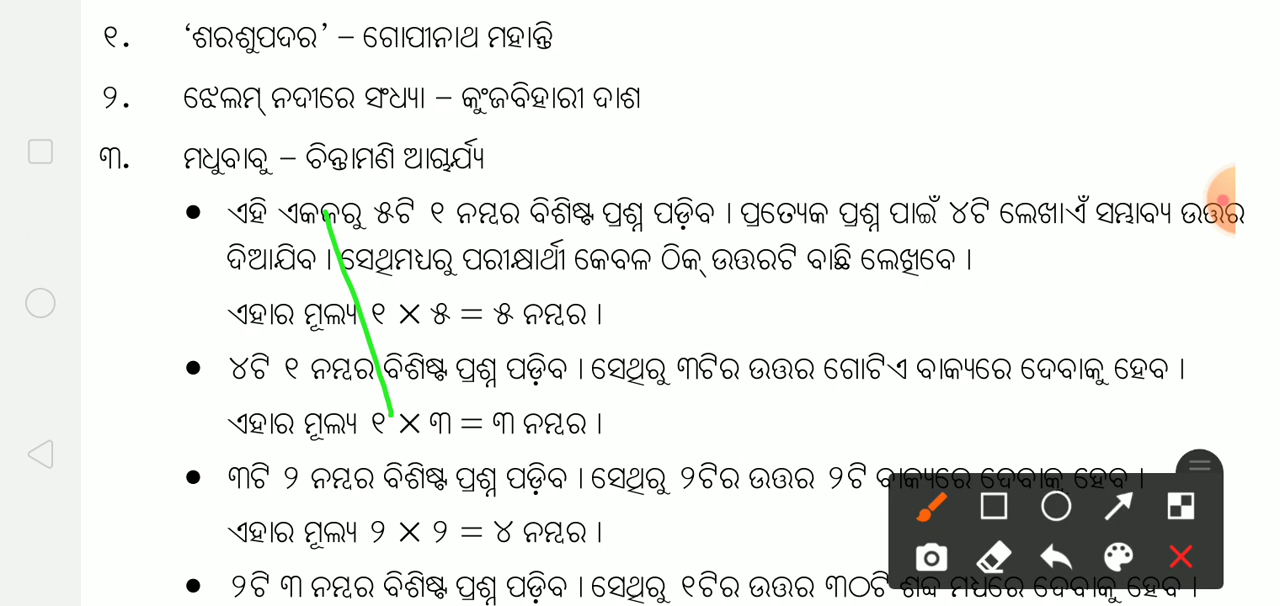 ୧. ‘ଶରଶୁପଦର’ – ଗୋପୀନାଥ ମହାନ୍ତି
୨. ଝେଲମ୍ ନଦୀରେ ସଂଧ୍ୟା – କୁଂଜବିହାରୀ ଦାଶ
୩. ମଧୁବାବୁ – ଚିନ୍ତାମଣି ଆଚାର୍ଯ୍ୟ
● ଏହି ଏକକରୁ ୫ଟି ୧ ନମ୍ବର ବିଶିଷ୍ଟ ପ୍ରଶ୍ନ ପଡ଼ିବ । ପ୍ରତ୍ୟେକ ପ୍ରଶ୍ନ ପାଇଁ ୪ଟି ଲେଖାଏଁ ସମ୍ଭାବ୍ୟ ଉତ୍ତର
ଦିଆଯିବ । ସେଥିମଧ୍ୟରୁ ପରୀକ୍ଷାର୍ଥୀ କେବଳ ଠିକ୍ ଉତ୍ତରଟି ବାଛି ଲେଖିବେ ।
ଏହାର ମୂଲ୍ୟ ୧ × ୫ = ୫ ନମ୍ବର ।
● ୪ଟି ୧ ନମ୍ବର ବିଶିଷ୍ଟ ପ୍ରଶ୍ନ ପଡ଼ିବ । ସେଥିରୁ ୩ଟିର ଉତ୍ତର ଗୋଟିଏ ବାକ୍ୟରେ ଦେବାକୁ ହେବ ।
ଏହାର ମୂଲ୍ୟ ୧ × ୩ = ୩ ନମ୍ବର ।
● ୩ଟି ୨ ନମ୍ବର ବିଶିଷ୍ଟ ପ୍ରଶ୍ନ ପଡ଼ିବ । ସେଥିରୁ ୨ଟିର ଉତ୍ତର ୨ଟି ବାକ୍ୟରେ ଦେବାକୁ ହେବ ।
ଏହାର ମୂଲ୍ୟ ୨ × ୨ = ୪ ନମ୍ବର ।
● ୨ଟି ୩ ନମ୍ବର ବିଶିଷ୍ଟ ପ୍ରଶ୍ନ ପଡ଼ିବ । ସେଥିରୁ ୧ଟିର ଉତ୍ତର ୩୦ଟି ଶବ୍ଦ ମଧ୍ୟରେ ଦେବାକୁ ହେବ ।